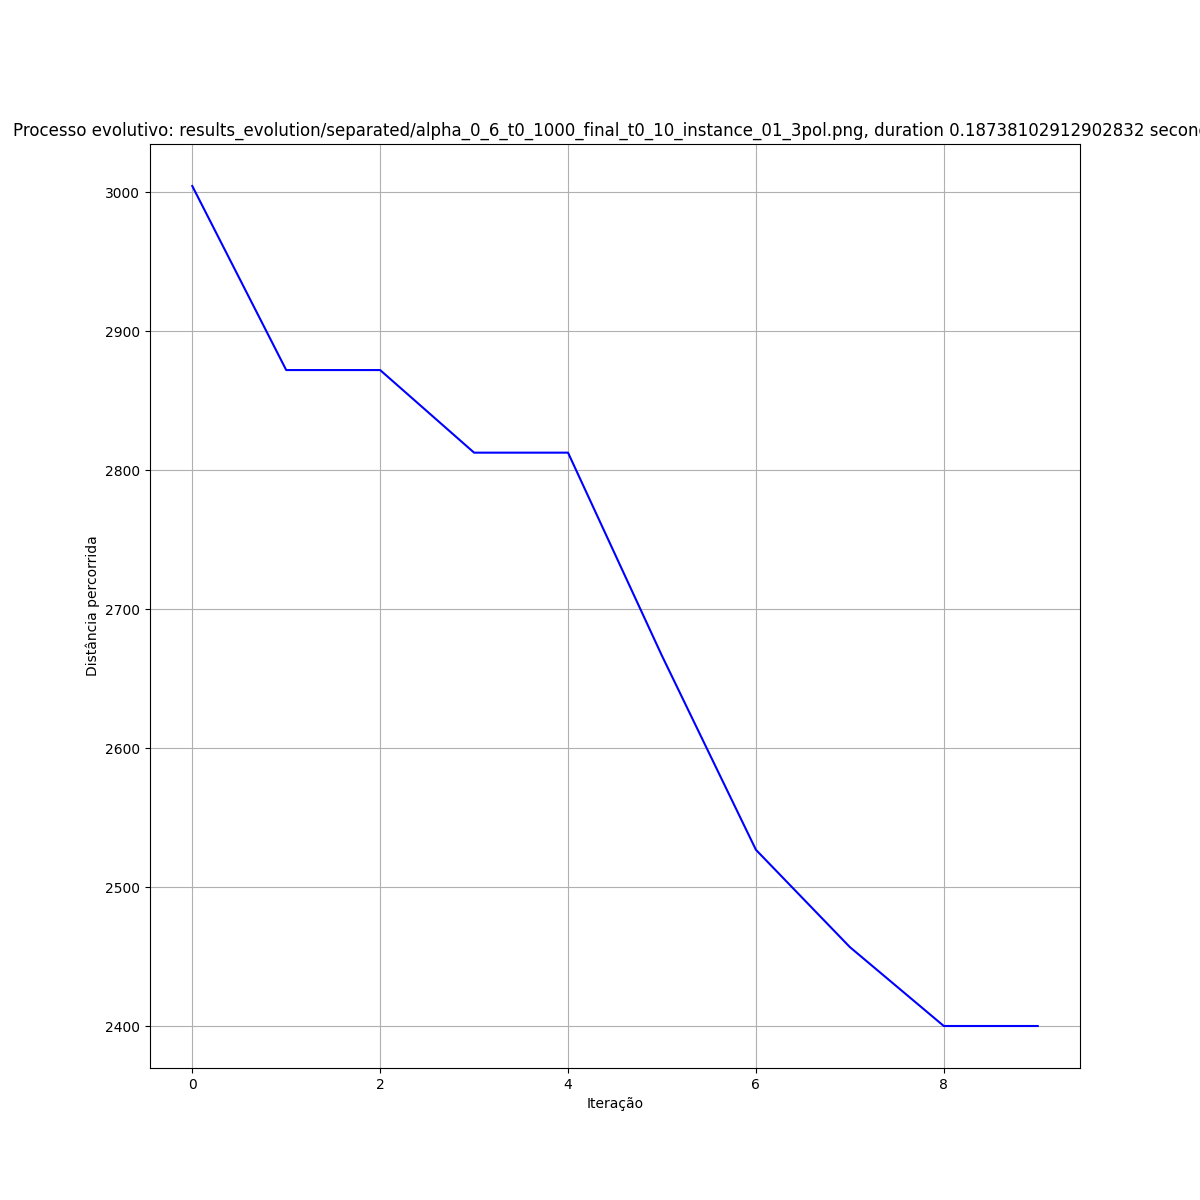 Processo evolutivo: results_evolution/separated/alpha_0_6_t0_1000_final_t0_10_instance_01_3pol.png, duration 0.18738102912902832
3000
2900
2800
2700
2600
2500
2400
Distância percorrida
0 2 4 6 8
Iteração